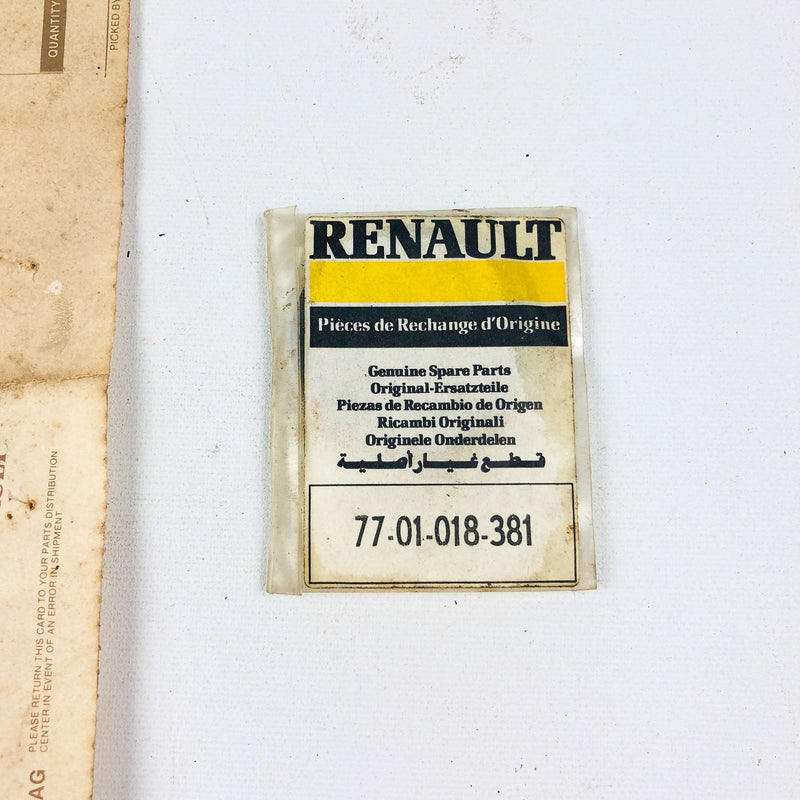 QUANTITY
PICKED BY
RENAULT
Pièces de Rechange d'Origine
Genuine Spare Parts
Original-Ersatzteile
Piezas de Recambio de Origen
Ricambi Originali
Originele Onderdelen
قطع غيار أصلية
77-01-018-381
PLEASE RETURN THIS CARD TO YOUR PARTS DISTRIBUTION
CENTER IN EVENT OF AN ERROR IN SHIPMENT
AG